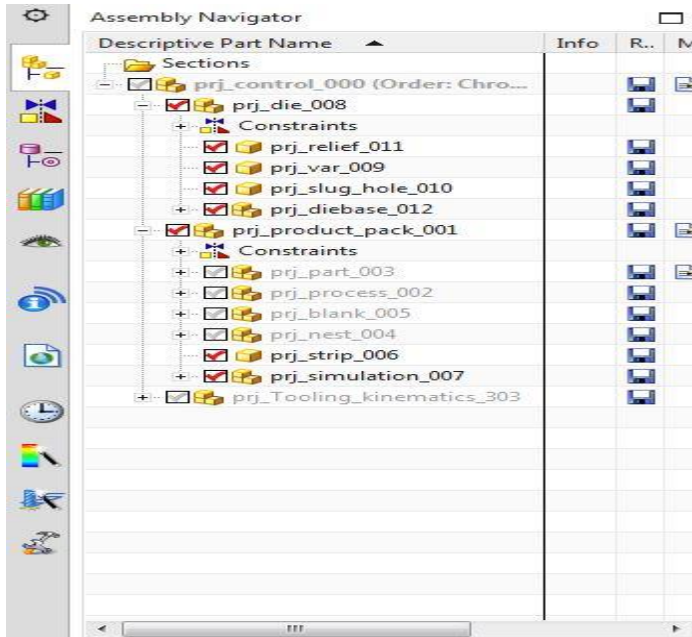 Assembly Navigator
Descriptive Part Name Info R.. M
Sections
prj_control_000 (Order: Chro...
prj_die_008
Constraints
prj_relief_011
prj_var_009
prj_slug_hole_010
prj_diebase_012
prj_product_pack_001
Constraints
prj_part_003
prj_process_002
prj_blank_005
prj_nest_004
prj_strip_006
prj_simulation_007
prj_Tooling_kinematics_303